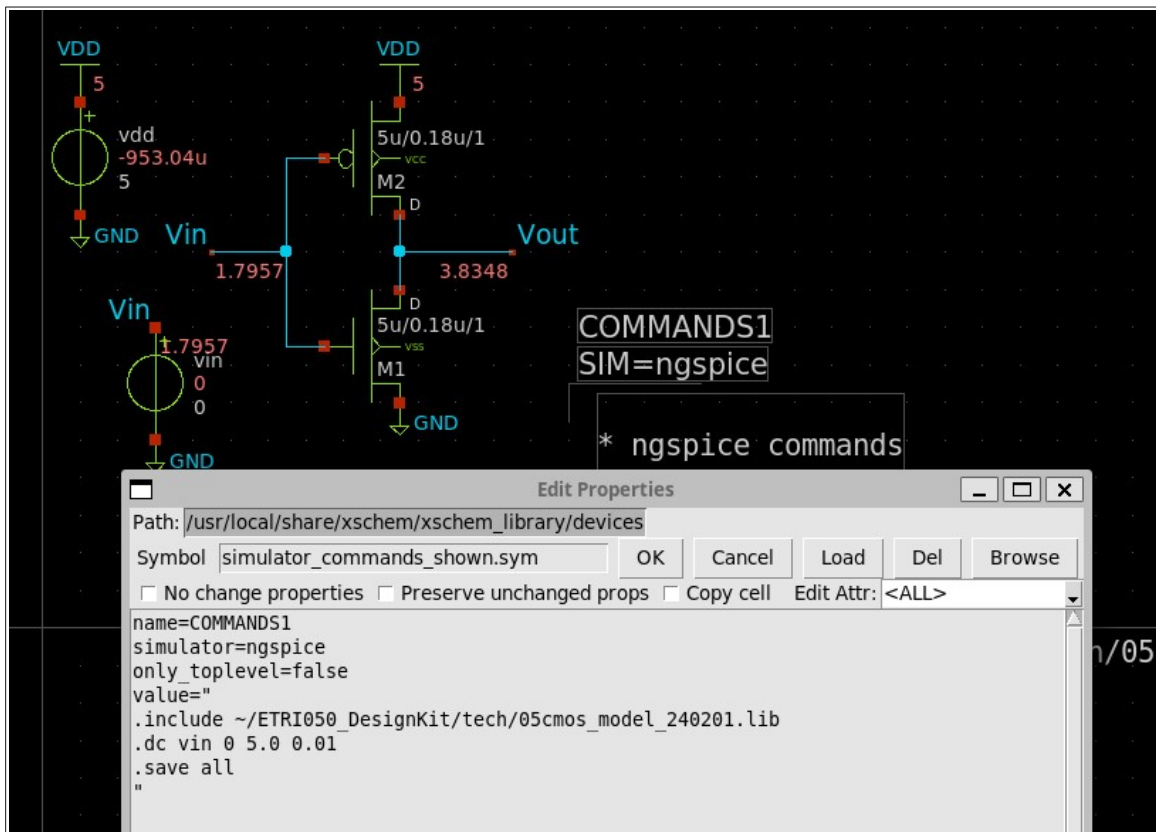 VDD
5
+
vdd
-953.04u
5
GND
VDD
5
5u/0.18u/1
vcc
M2
D
Vin
1.7957
Vout
3.8348
D
5u/0.18u/1
vss
M1
GND
Vin
+
1.7957
vin
0
0
GND
COMMANDS1
SIM=ngspice
* ngspice commands
Edit Properties
Path: /usr/local/share/xschem/xschem_library/devices
Symbol simulator_commands_shown.sym OK Cancel Load Del Browse
No change properties Preserve unchanged props Copy cell Edit Attr: <ALL>
name=COMMANDS1
simulator=ngspice
only_toplevel=false
value="
.include ~/ETRI050_DesignKit/tech/05cmos_model_240201.lib
.dc vin 0 5.0 0.01
.save all
"
/05